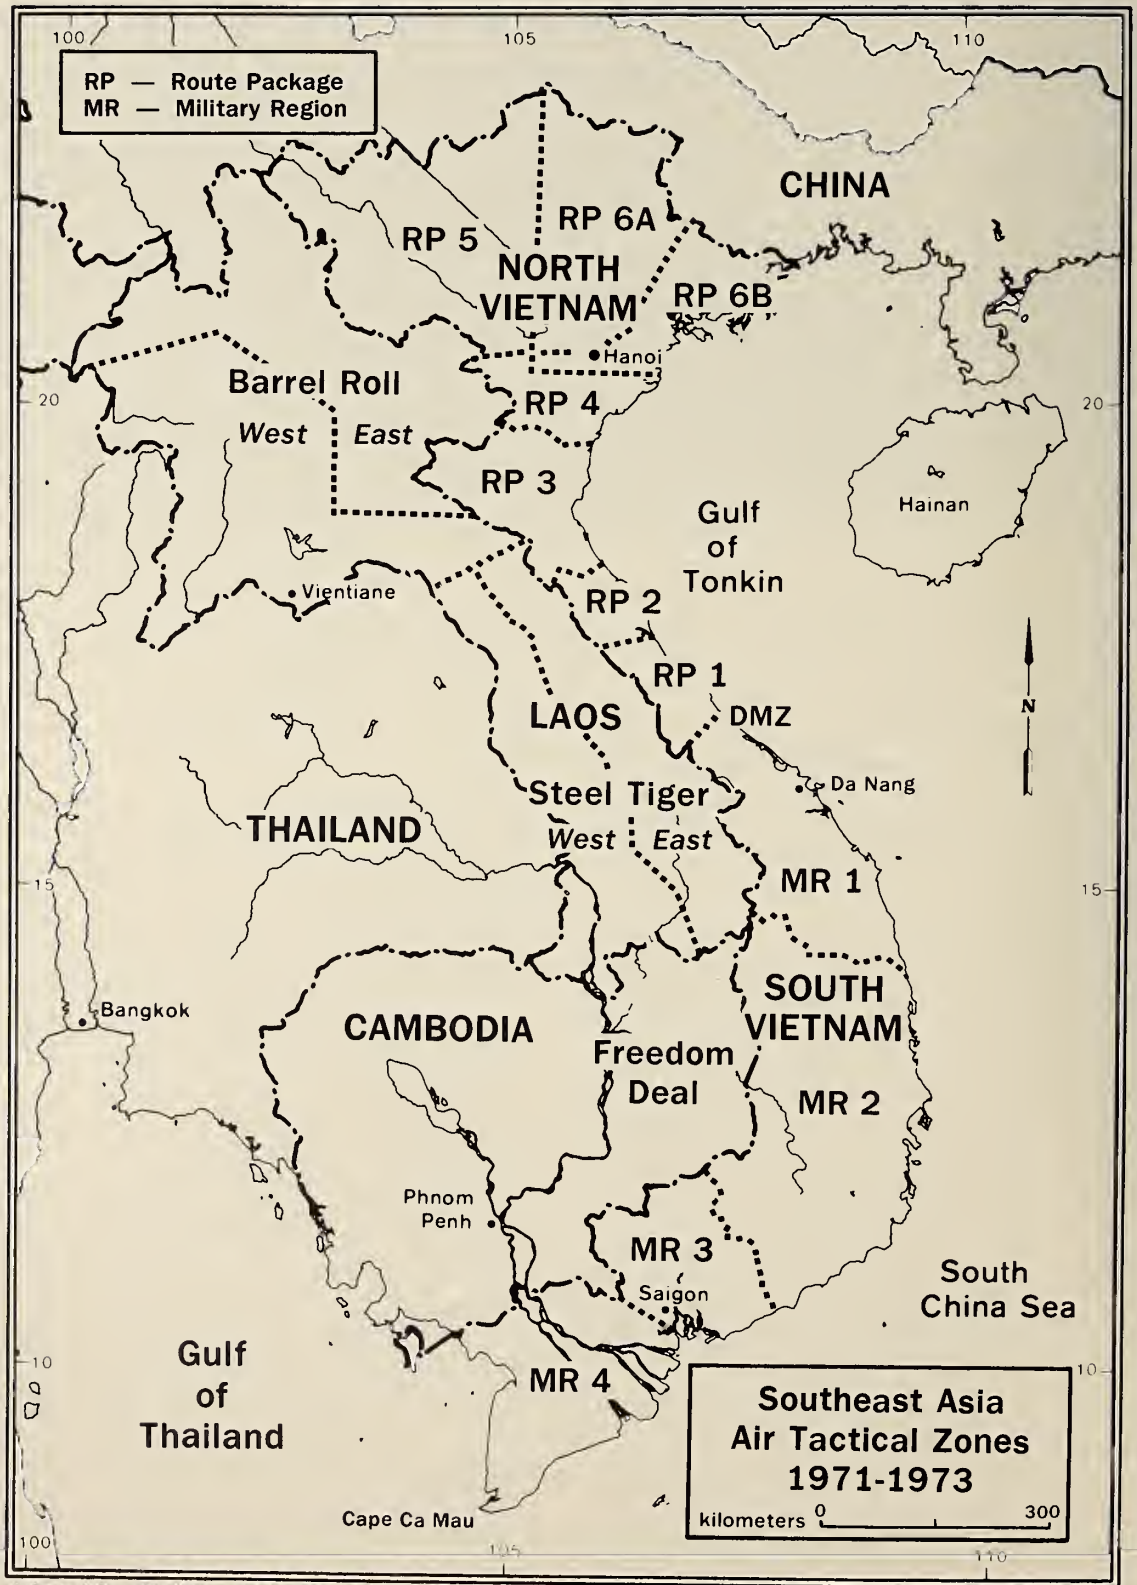 100
105
110
RP — Route Package
MR — Military Region
CHINA
RP 6A
RP 5
NORTH
VIETNAM
RP 6B
Hanoi
Barrel Roll
20
RP 4
20
West
East
RP 3
Hainan
Gulf
of
Tonkin
Vientiane
RP 2
RP 1
N
LAOS
DMZ
Da Nang
Steel Tiger
THAILAND
West
East
15
MR 1
15
SOUTH
VIETNAM
Bangkok
CAMBODIA
Freedom
Deal
MR 2
Phnom
Penh
MR 3
Saigon
South
China Sea
Gulf
of
Thailand
10
10
MR 4
Southeast Asia
Air Tactical Zones
1971-1973
kilometers 0 300
Cape Ca Mau
100
105
110